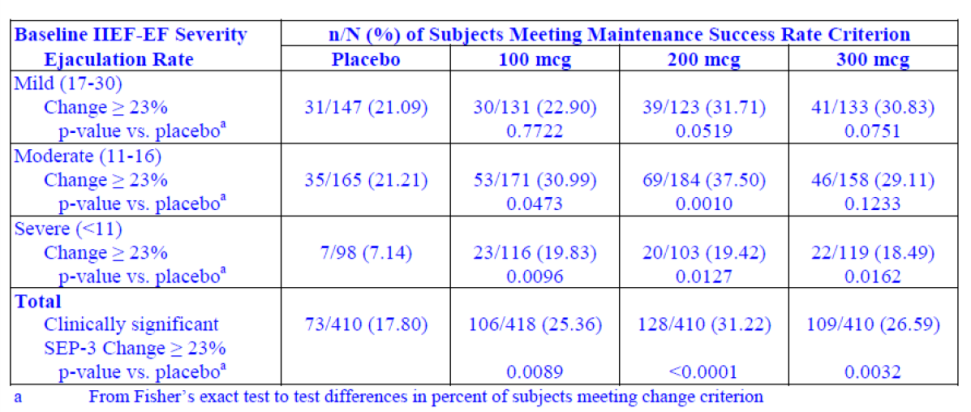 Baseline IIEF-EF Severity n/N (%) of Subjects Meeting Maintenance Success Rate Criterion
Ejaculation Rate Placebo 100 mcg 200 mcg 300 mcg
Mild (17-30)
Change ≥ 23% 31/147 (21.09) 30/131 (22.90) 39/123 (31.71) 41/133 (30.83)
p-value vs. placeboᵃ 0.7722 0.0519 0.0751
Moderate (11-16)
Change ≥ 23% 35/165 (21.21) 53/171 (30.99) 69/184 (37.50) 46/158 (29.11)
p-value vs. placeboᵃ 0.0473 0.0010 0.1233
Severe (<11)
Change ≥ 23% 7/98 (7.14) 23/116 (19.83) 20/103 (19.42) 22/119 (18.49)
p-value vs. placeboᵃ 0.0096 0.0127 0.0162
Total
Clinically significant 73/410 (17.80) 106/418 (25.36) 128/410 (31.22) 109/410 (26.59)
SEP-3 Change ≥ 23%
p-value vs. placeboᵃ 0.0089 <0.0001 0.0032
a From Fisher's exact test to test differences in percent of subjects meeting change criterion